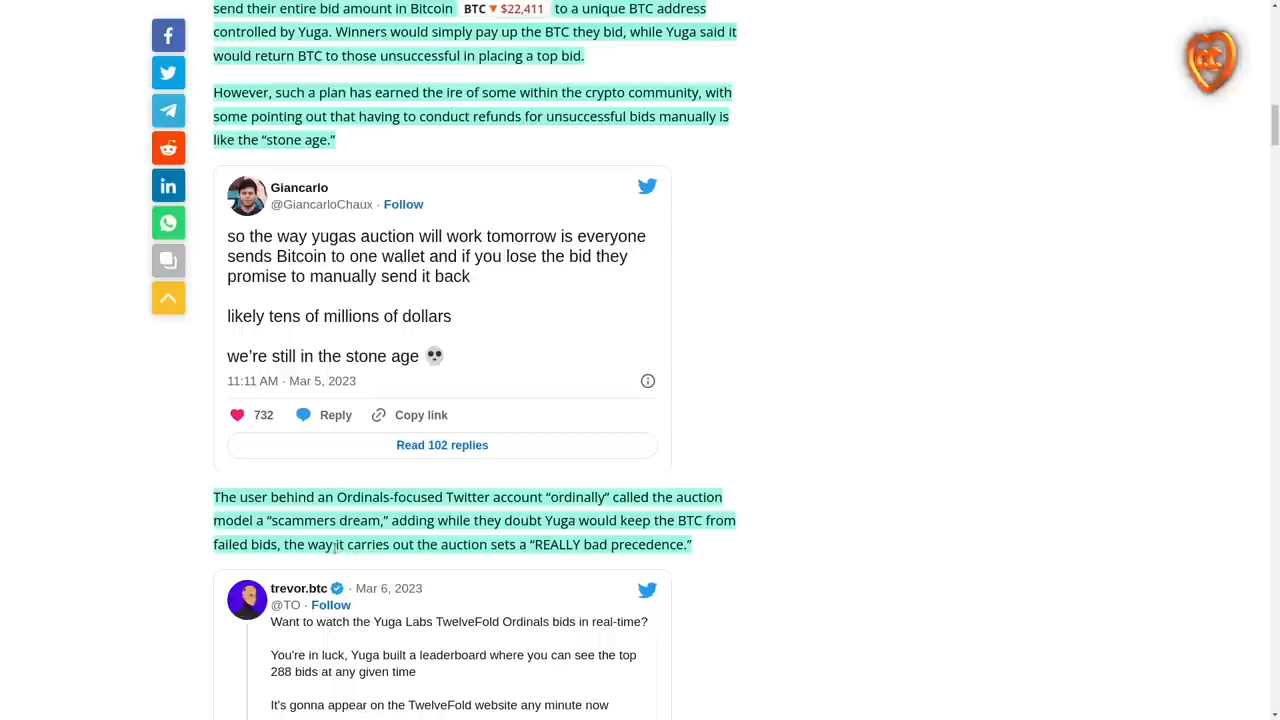 send their entire bid amount in Bitcoin BTC ▼ $22,411 to a unique BTC address
controlled by Yuga. Winners would simply pay up the BTC they bid, while Yuga said it
would return BTC to those unsuccessful in placing a top bid.
However, such a plan has earned the ire of some within the crypto community, with
some pointing out that having to conduct refunds for unsuccessful bids manually is
like the “stone age.”
Giancarlo
@GiancarloChaux · Follow
so the way yugas auction will work tomorrow is everyone
sends Bitcoin to one wallet and if you lose the bid they
promise to manually send it back
likely tens of millions of dollars
we’re still in the stone age 💀
11:11 AM · Mar 5, 2023
732 Reply Copy link
Read 102 replies
The user behind an Ordinals-focused Twitter account “ordinally” called the auction
model a “scammers dream,” adding while they doubt Yuga would keep the BTC from
failed bids, the way it carries out the auction sets a “REALLY bad precedence.”
trevor.btc · Mar 6, 2023
@TO · Follow
Want to watch the Yuga Labs TwelveFold Ordinals bids in real-time?
You're in luck, Yuga built a leaderboard where you can see the top
288 bids at any given time
It's gonna appear on the TwelveFold website any minute now